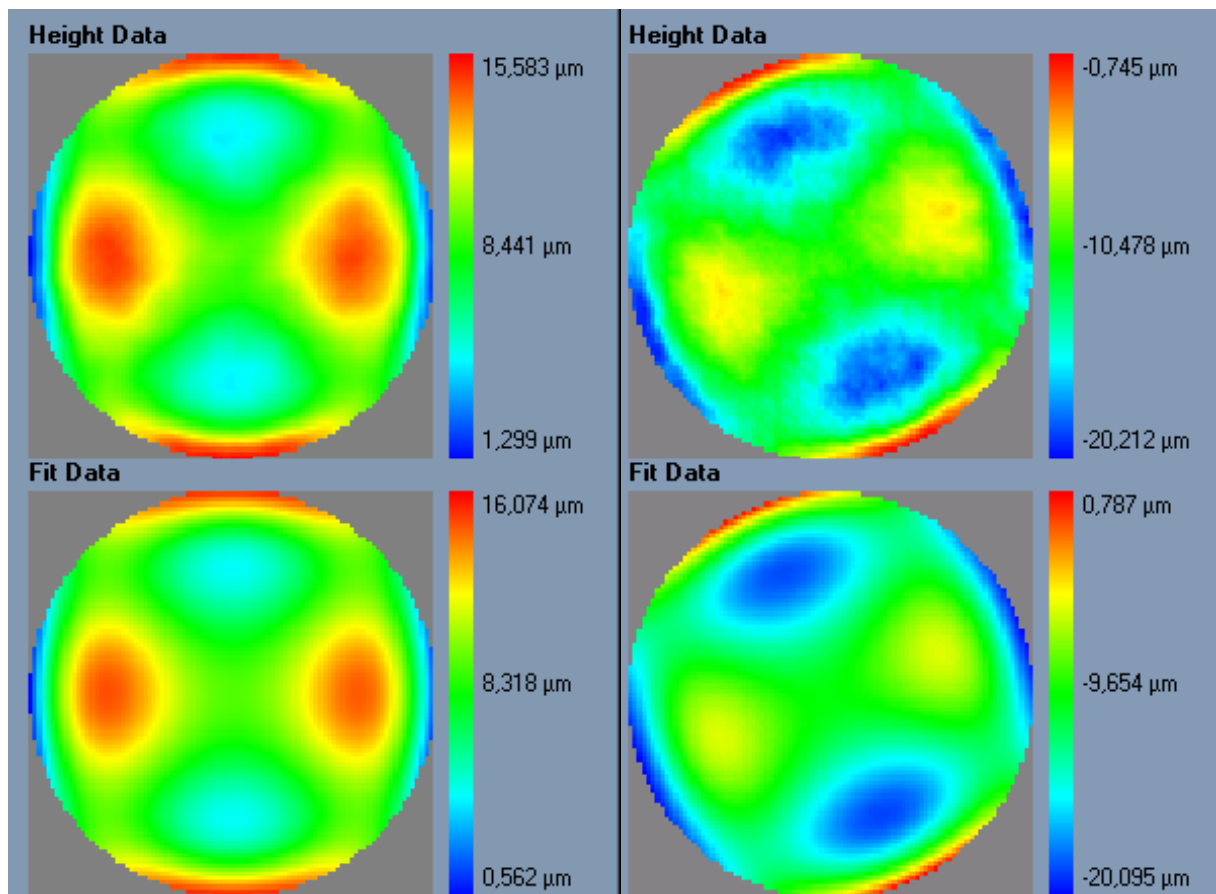 Height Data
15,583 µm
8,441 µm
1,299 µm
Fit Data
16,074 µm
8,318 µm
0,562 µm
Height Data
-0,745 µm
-10,478 µm
-20,212 µm
Fit Data
0,787 µm
-9,654 µm
-20,095 µm